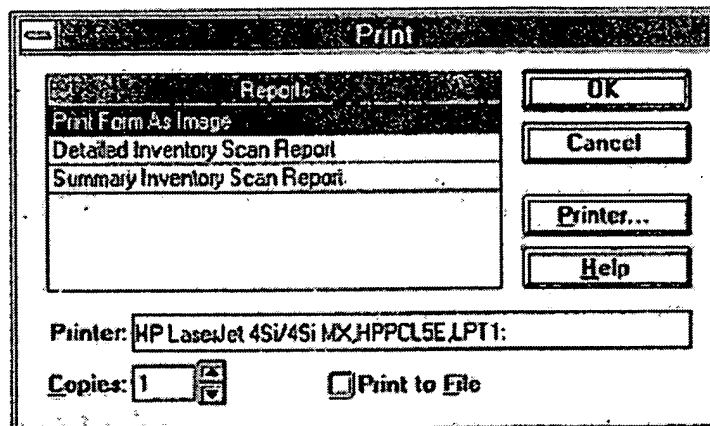 Print
Reports
Print Form As Image
Detailed Inventory Scan Report
Summary Inventory Scan Report
OK
Cancel
Printer...
Help
Printer: HP LaserJet 4Si/4Si MX,HPPCL5E,LPT1:
Copies: 1
Print to File